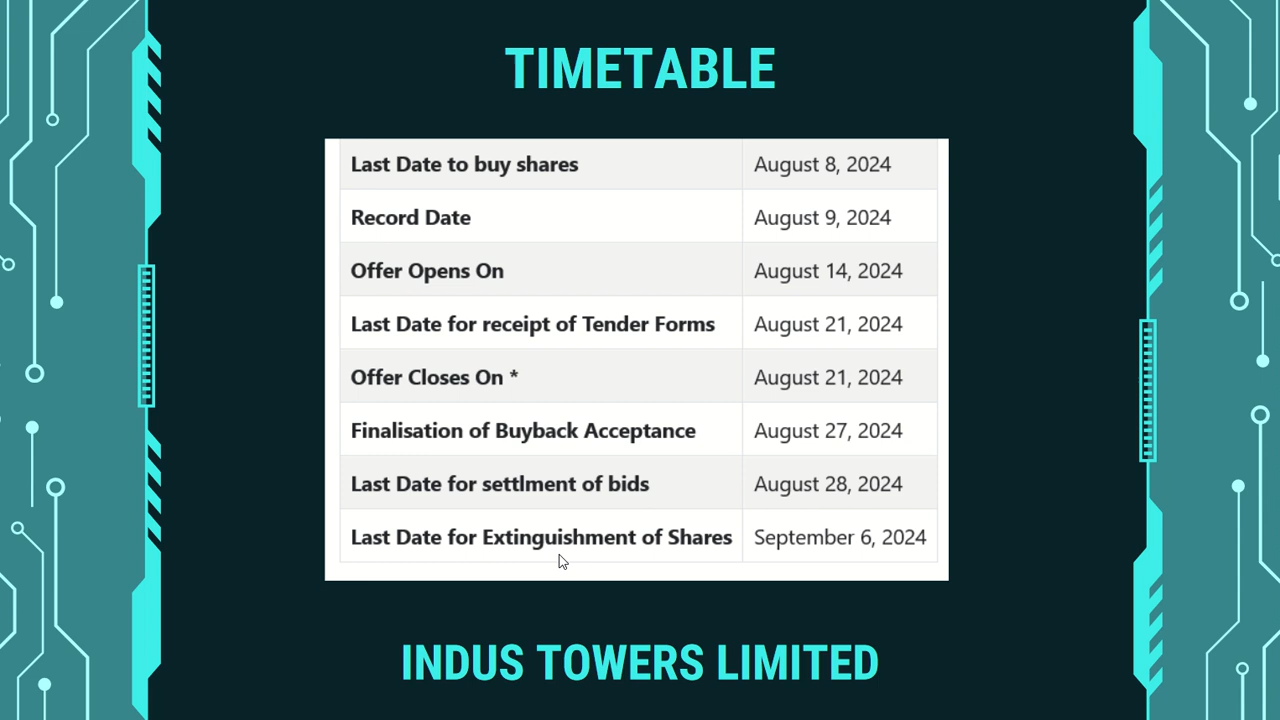 TIMETABLE
Last Date to buy shares August 8, 2024
Record Date August 9, 2024
Offer Opens On August 14, 2024
Last Date for receipt of Tender Forms August 21, 2024
Offer Closes On * August 21, 2024
Finalisation of Buyback Acceptance August 27, 2024
Last Date for settlment of bids August 28, 2024
Last Date for Extinguishment of Shares September 6, 2024
INDUS TOWERS LIMITED